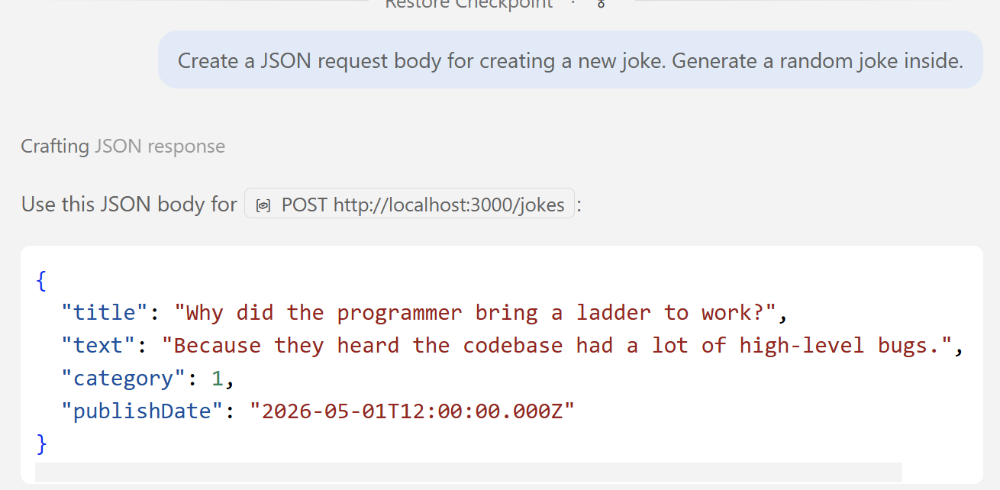 Restore Checkpoint
Create a JSON request body for creating a new joke. Generate a random joke inside.
Crafting JSON response
Use this JSON body for POST http://localhost:3000/jokes :
{
  "title": "Why did the programmer bring a ladder to work?",
  "text": "Because they heard the codebase had a lot of high-level bugs.",
  "category": 1,
  "publishDate": "2026-05-01T12:00:00.000Z"
}